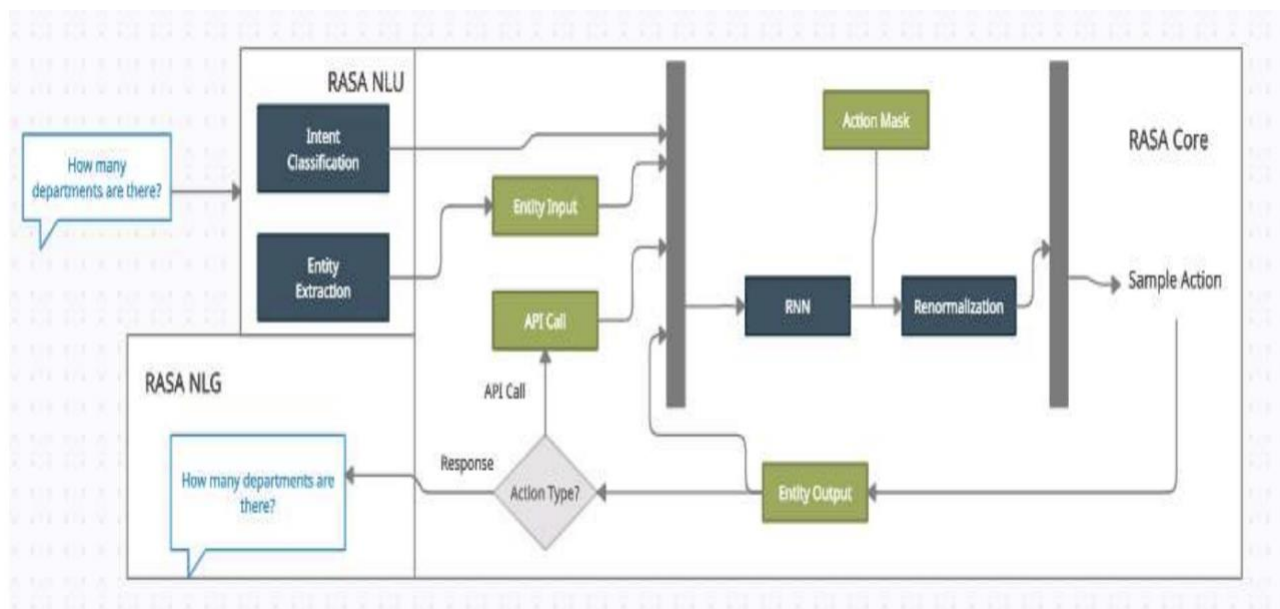 RASA NLU
Intent
Classification
How many
departments are there?
Entity
Extraction
Entity Input
API Call
Action Mask
RASA Core
RNN
Renormalization
Sample Action
RASA NLG
API Call
Response
Action Type?
Entity Output
How many departments are
there?